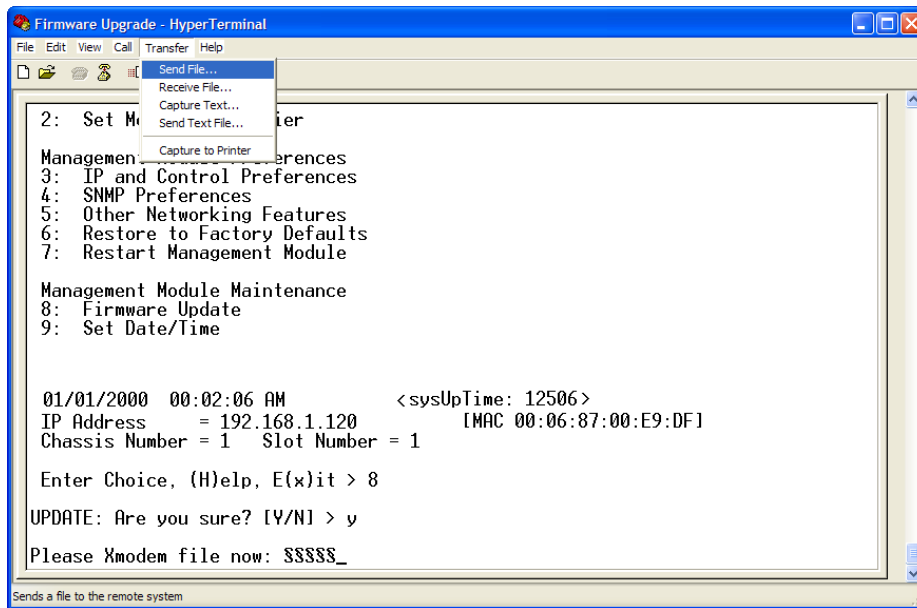 Firmware Upgrade - HyperTerminal
File Edit View Call Transfer Help
Send File...
Receive File...
Capture Text...
Send Text File...
Capture to Printer
2: Set M ier
Managemen erences
3: IP and Control Preferences
4: SNMP Preferences
5: Other Networking Features
6: Restore to Factory Defaults
7: Restart Management Module
Management Module Maintenance
8: Firmware Update
9: Set Date/Time
01/01/2000 00:02:06 AM <sysUpTime: 12506>
IP Address = 192.168.1.120 [MAC 00:06:87:00:E9:DF]
Chassis Number = 1 Slot Number = 1
Enter Choice, (H)elp, E(x)it > 8
UPDATE: Are you sure? [Y/N] > y
Please Xmodem file now: §§§§§_
Sends a file to the remote system